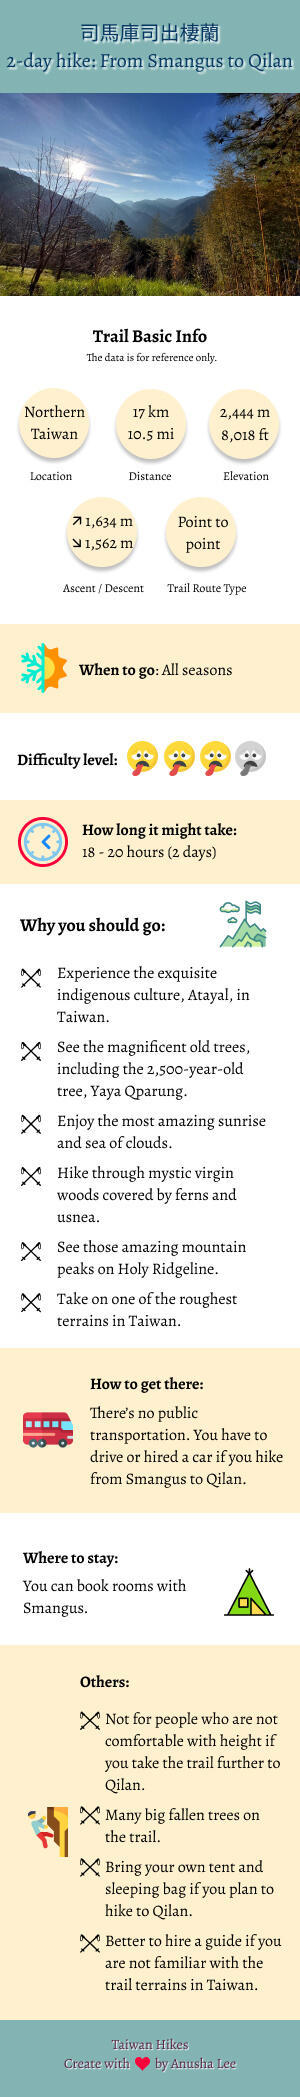 司馬庫司出棲蘭
2-day hike: From Smangus to Qilan
Trail Basic Info
The data is for reference only.
Northern
Taiwan
Location
17 km
10.5 mi
Distance
2,444 m
8,018 ft
Elevation
↗ 1,634 m
↘ 1,562 m
Ascent / Descent
Point to
point
Trail Route Type
When to go: All seasons
Difficulty level:
How long it might take:
18 - 20 hours (2 days)
Why you should go:
Experience the exquisite
indigenous culture, Atayal, in
Taiwan.
See the magnificent old trees,
including the 2,500-year-old
tree, Yaya Qparung.
Enjoy the most amazing sunrise
and sea of clouds.
Hike through mystic virgin
woods covered by ferns and
usnea.
See those amazing mountain
peaks on Holy Ridgeline.
Take on one of the roughest
terrains in Taiwan.
How to get there:
There's no public
transportation. You have to
drive or hired a car if you hike
from Smangus to Qilan.
Where to stay:
You can book rooms with
Smangus.
Others:
Not for people who are not
comfortable with height if
you take the trail further to
Qilan.
Many big fallen trees on
the trail.
Bring your own tent and
sleeping bag if you plan to
hike to Qilan.
Better to hire a guide if you
are not familiar with the
trail terrains in Taiwan.
Taiwan Hikes
Create with ❤ by Anusha Lee